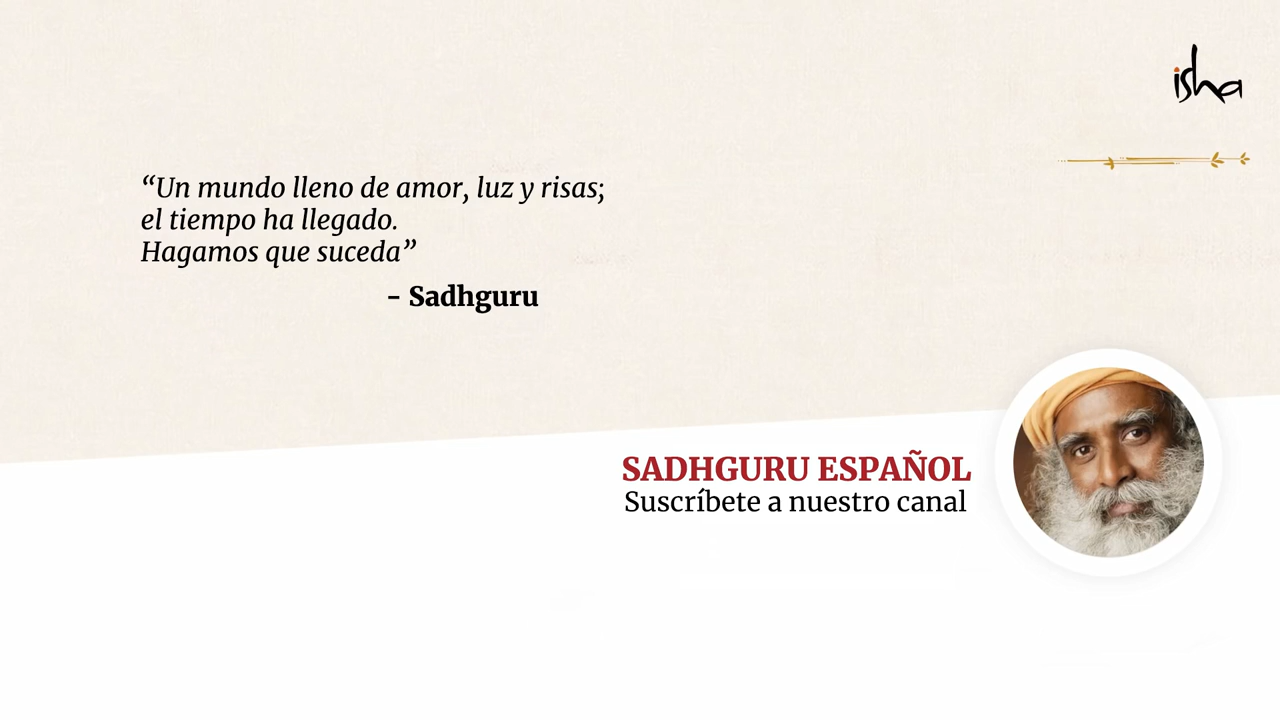 isha
“Un mundo lleno de amor, luz y risas;
el tiempo ha llegado.
Hagamos que suceda”
- Sadhguru
SADHGURU ESPAÑOL
Suscríbete a nuestro canal